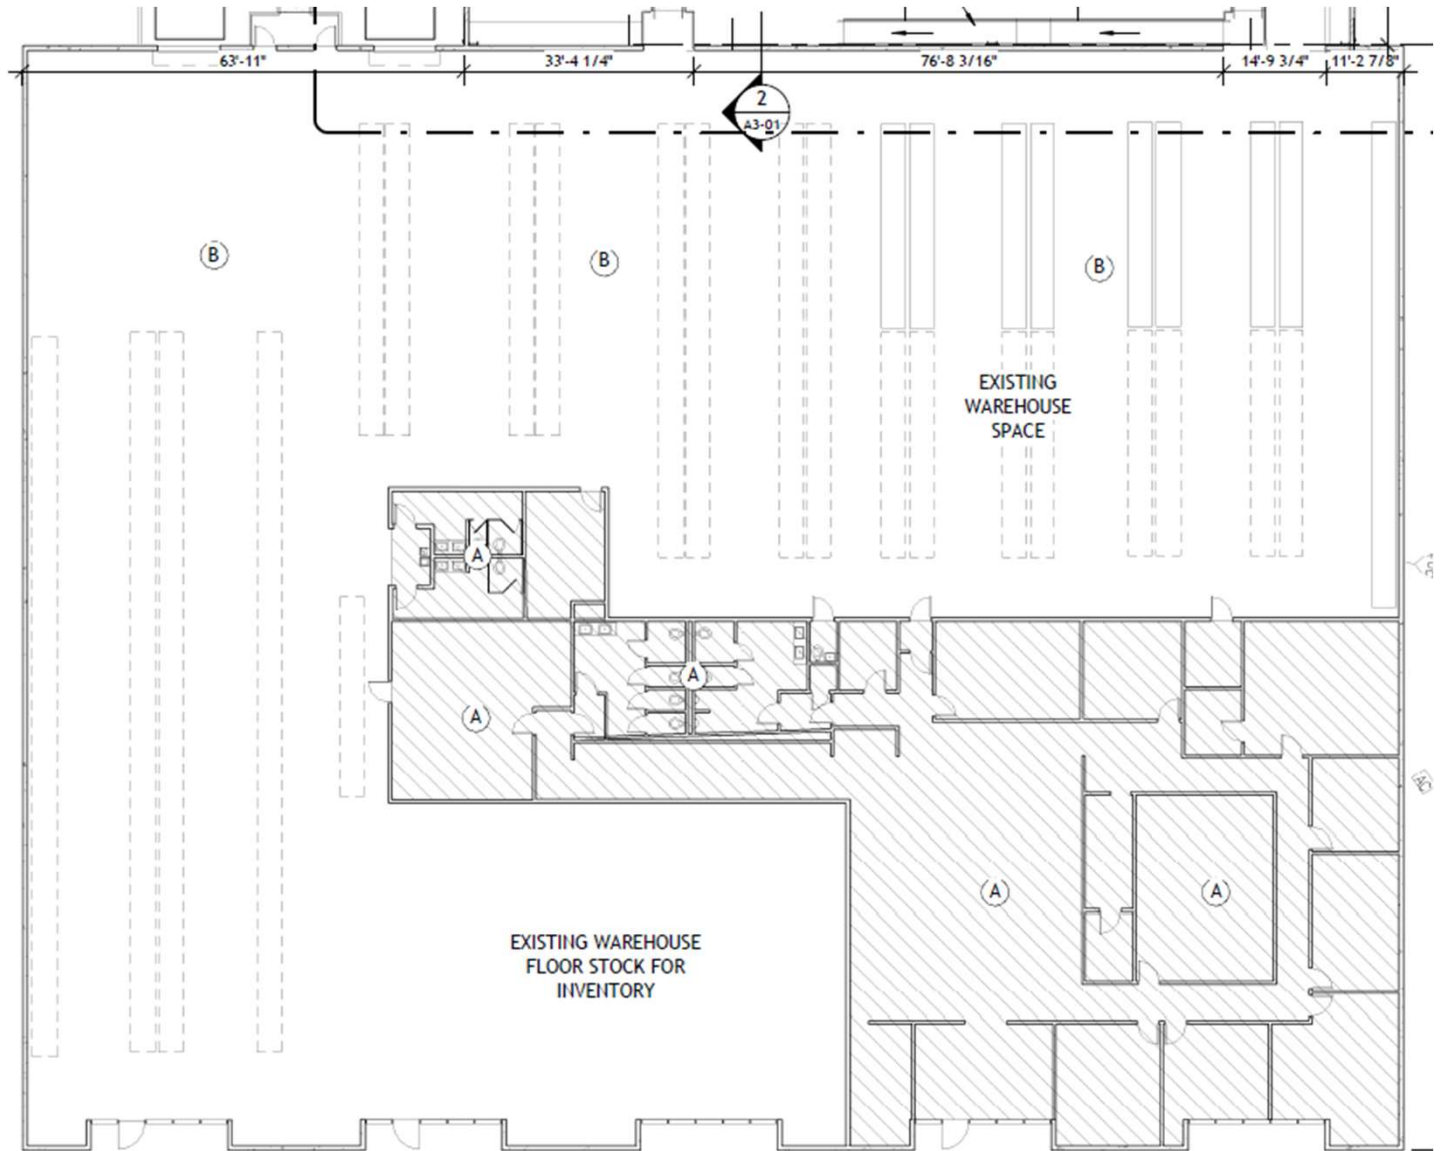 63'-11"
33'-4 1/4"
76'-8 3/16"
14'-9 3/4"
11'-2 7/8"
2
A3-01
B
B
B
EXISTING
WAREHOUSE
SPACE
A
A
A
AC
A
A
EXISTING WAREHOUSE
FLOOR STOCK FOR
INVENTORY